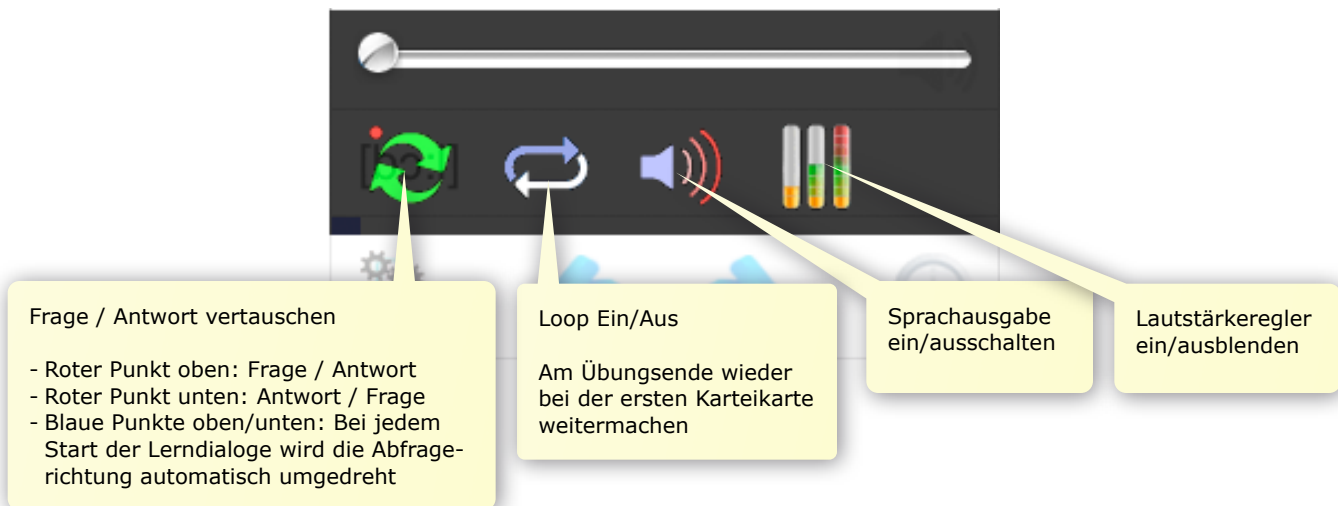 Frage / Antwort vertauschen
- Roter Punkt oben: Frage / Antwort
- Roter Punkt unten: Antwort / Frage
- Blaue Punkte oben/unten: Bei jedem
Start der Lerndialoge wird die Abfrage-
richtung automatisch umgedreht
Loop Ein/Aus
Am Übungsende wieder
bei der ersten Karteikarte
weitermachen
Sprachausgabe
ein/ausschalten
Lautstärkeregler
ein/ausblenden